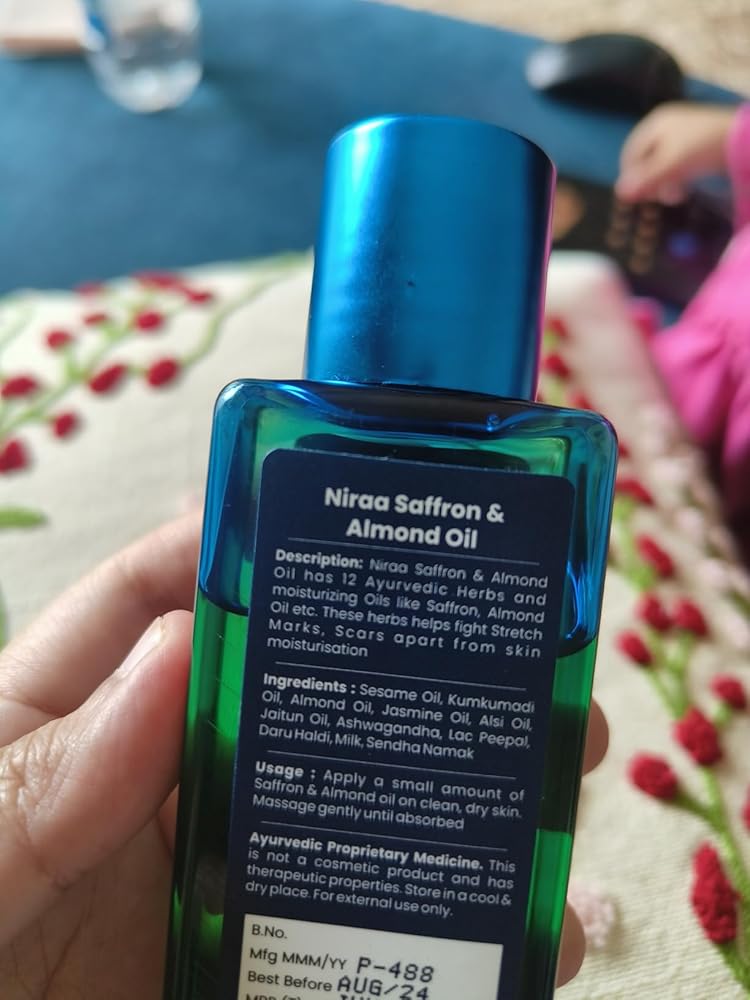 Niraa Saffron &
Almond Oil
Description: Niraa Saffron & Almond
Oil has 12 Ayurvedic Herbs and
moisturizing Oils like Saffron, Almond
Oil etc. These herbs helps fight Stretch
Marks, Scars apart from skin
moisturisation
Ingredients : Sesame Oil, Kumkumadi
Oil, Almond Oil, Jasmine Oil, Alsi Oil,
Jaitun Oil, Ashwagandha, Lac Peepal,
Daru Haldi, Milk, Sendha Namak
Usage : Apply a small amount of
Saffron & Almond oil on clean, dry skin.
Massage gently until absorbed
Ayurvedic Proprietary Medicine. This
is not a cosmetic product and has
therapeutic properties. Store in a cool &
dry place. For external use only.
B.No.
Mfg MMM/YY P-488
Best Before AUG/24